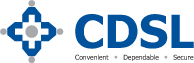 CDSL
Convenient • Dependable • Secure